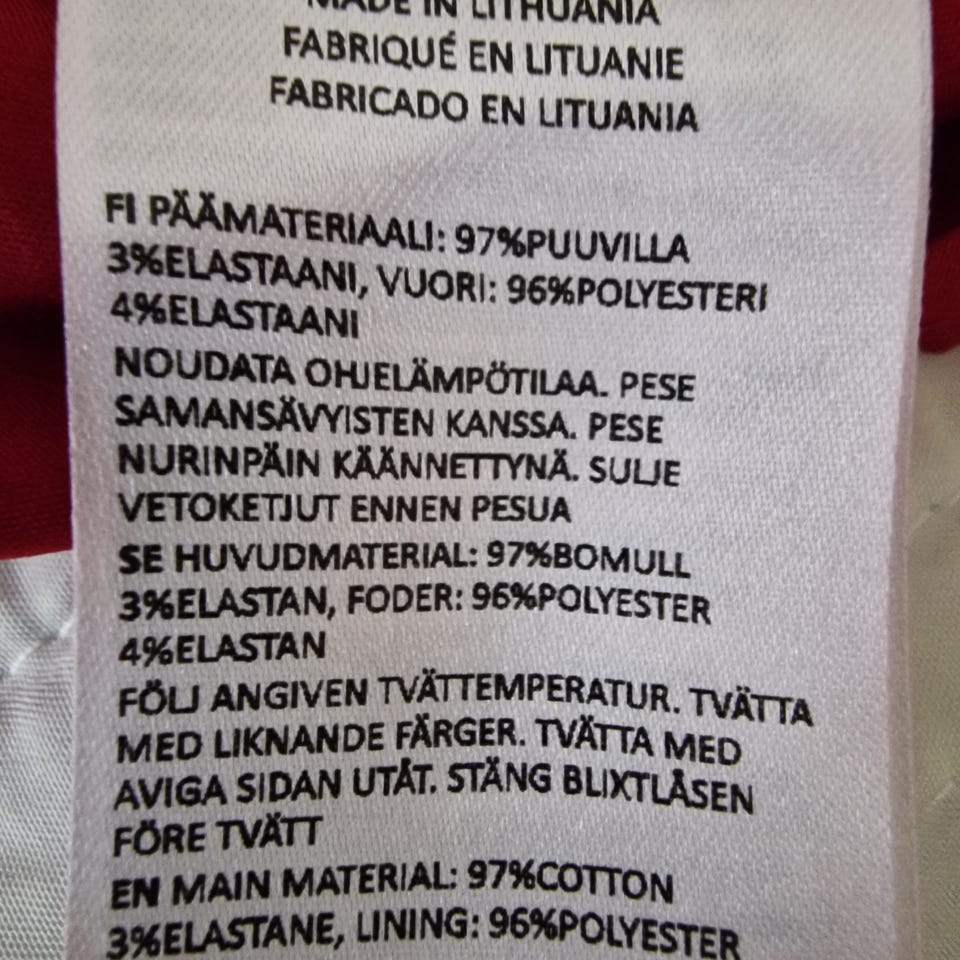 MADE IN LITHUANIA
FABRIQUÉ EN LITUANIE
FABRICADO EN LITUANIA
FI PÄÄMATERIAALI: 97%PUUVILLA
3%ELASTAANI, VUORI: 96%POLYESTERI
4%ELASTAANI
NOUDATA OHJELÄMPÖTILAA. PESE
SAMANSÄVYISTEN KANSSA. PESE
NURINPÄIN KÄÄNNETTYNÄ. SULJE
VETOKETJUT ENNEN PESUA
SE HUVUDMATERIAL: 97%BOMULL
3%ELASTAN, FODER: 96%POLYESTER
4%ELASTAN
FÖLJ ANGIVEN TVÄTTEMPERATUR. TVÄTTA
MED LIKNANDE FÄRGER. TVÄTTA MED
AVIGA SIDAN UTÅT. STÄNG BLIXTLÅSEN
FÖRE TVÄTT
EN MAIN MATERIAL: 97%COTTON
3%ELASTANE, LINING: 96%POLYESTER